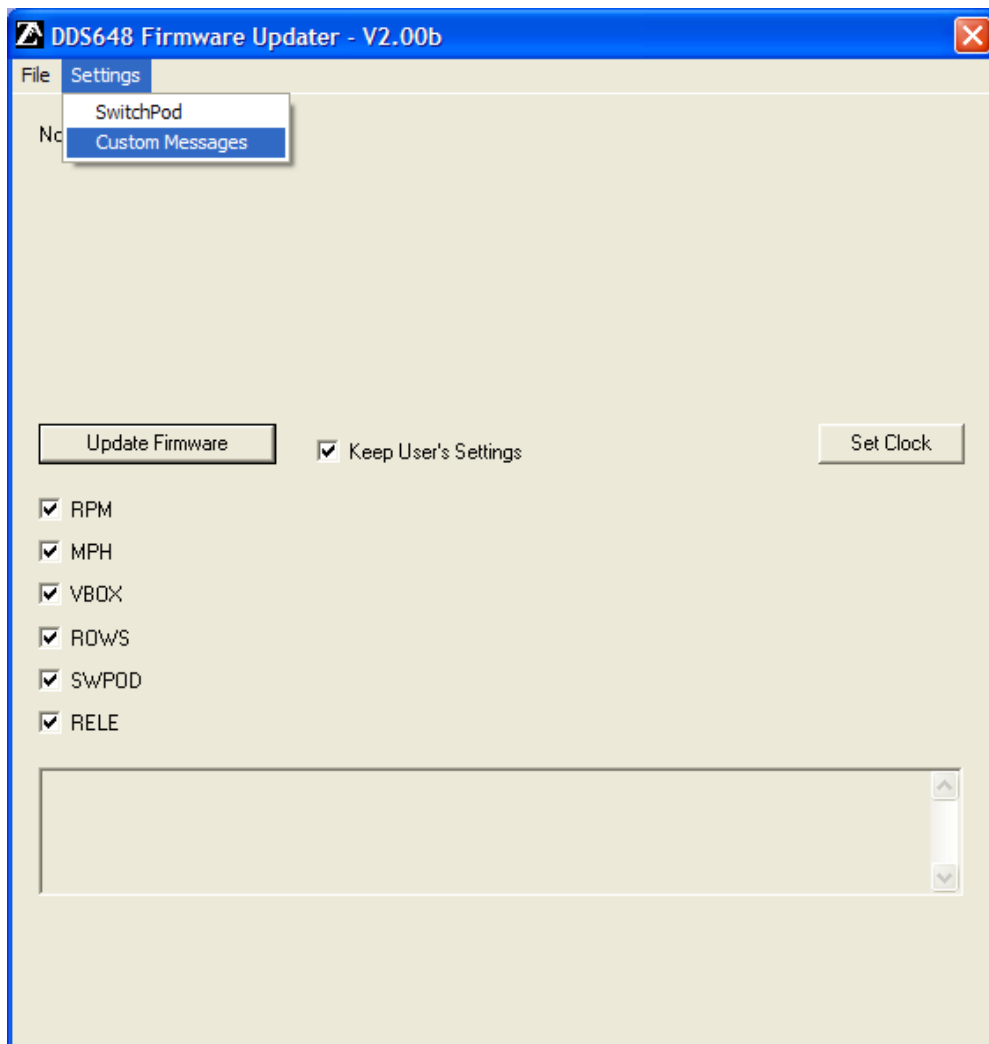 DDS648 Firmware Updater - V2.00b
File Settings
SwitchPod
Custom Messages
Update Firmware Keep User's Settings Set Clock
RPM
MPH
VBOX
ROWS
SWPOD
RELE